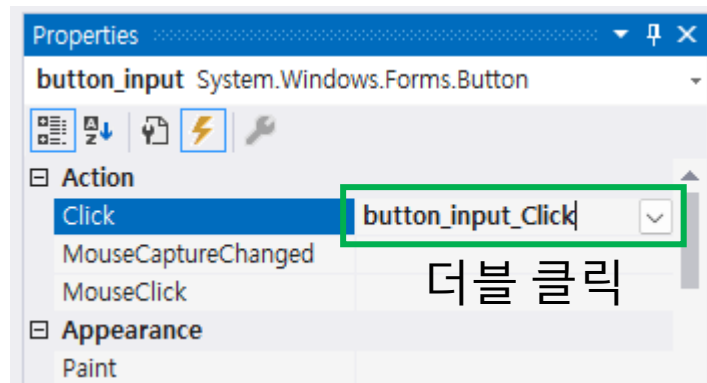 Properties
button_input System.Windows.Forms.Button
Action
Click button_input_Click
MouseCaptureChanged
더블 클릭
MouseClick
Appearance
Paint